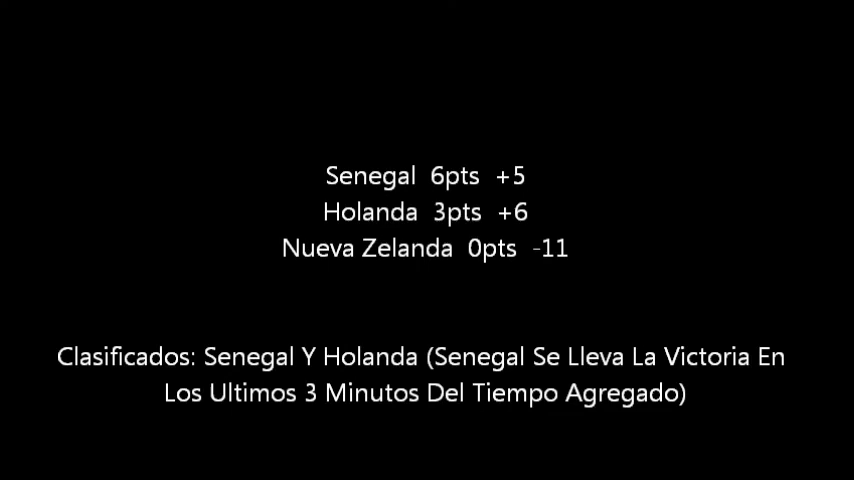 Senegal 6pts +5
Holanda 3pts +6
Nueva Zelanda 0pts -11
Clasificados: Senegal Y Holanda (Senegal Se Lleva La Victoria En
Los Ultimos 3 Minutos Del Tiempo Agregado)